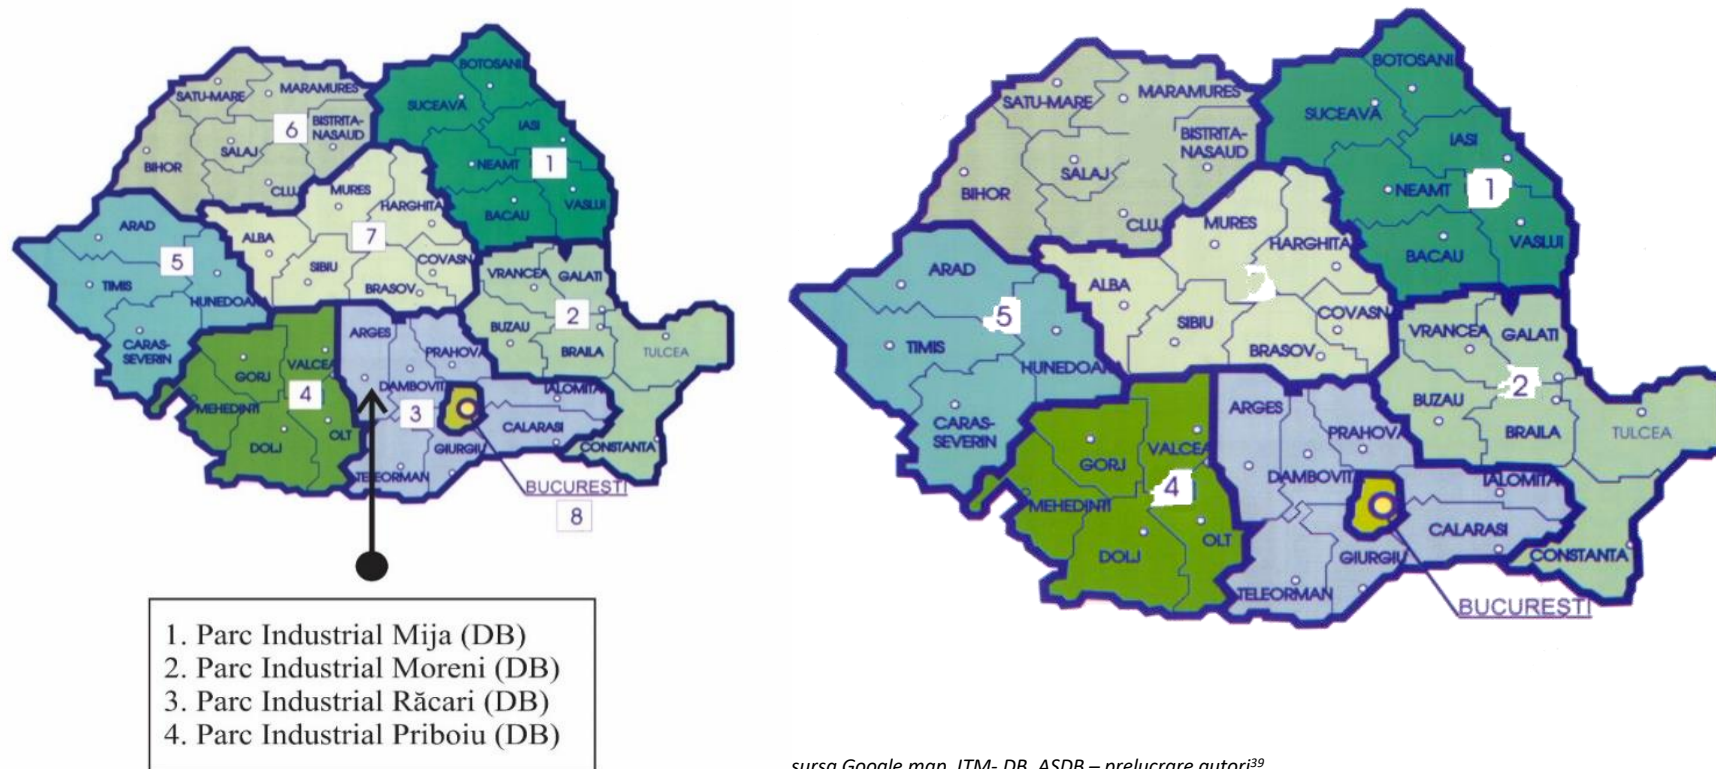 BOTOSANI
SATU-MARE
MARAMURES
SUCEAVA
6
BISTRITA-
NASAUD
IASI
SALAJ
BIHOR
NEAMT
1
CLUJ
MURES
VASLUI
HARGHITA
BACAU
ARAD
ALBA
7
5
SIBIU
COVASN
VRANCEA
GALATI
TIMIS
HUNEDOARA
BRASOV
2
BUZAU
ARGES
CARAS-
SEVERIN
PRAHOVA
BRAILA
TULCEA
GORJ
VALCEA
DAMBOVIT
IALOMITA
4
MEHEDINTI
3
OLT
CALARASI
DOLJ
GIURGIU
CONSTANTA
TELEORMAN
BUCURESTI
8
1. Parc Industrial Mija (DB)
2. Parc Industrial Moreni (DB)
3. Parc Industrial Răcari (DB)
4. Parc Industrial Priboiu (DB)
BOTOSANI
SATU-MARE
MARAMURES
SUCEAVA
BISTRITA-
NASAUD
IASI
SALAJ
BIHOR
NEAMT
1
CLUJ
MURES
HARGHITA
VASLUI
BACAU
ARAD
ALBA
5
SIBIU
COVASN
VRANCEA
GALATI
TIMIS
BRASOV
HUNEDOARA
2
BUZAU
ARGES
CARAS-
SEVERIN
PRAHOVA
BRAILA
TULCEA
GORJ
VALCEA
DAMBOVIT
IALOMITA
4
MEHEDINTI
OLT
CALARASI
DOLJ
GIURGIU
CONSTANTA
TELEORMAN
BUCURESTI
sursa Google map, ITM- DB, ASDB – prelucrare autori³⁹